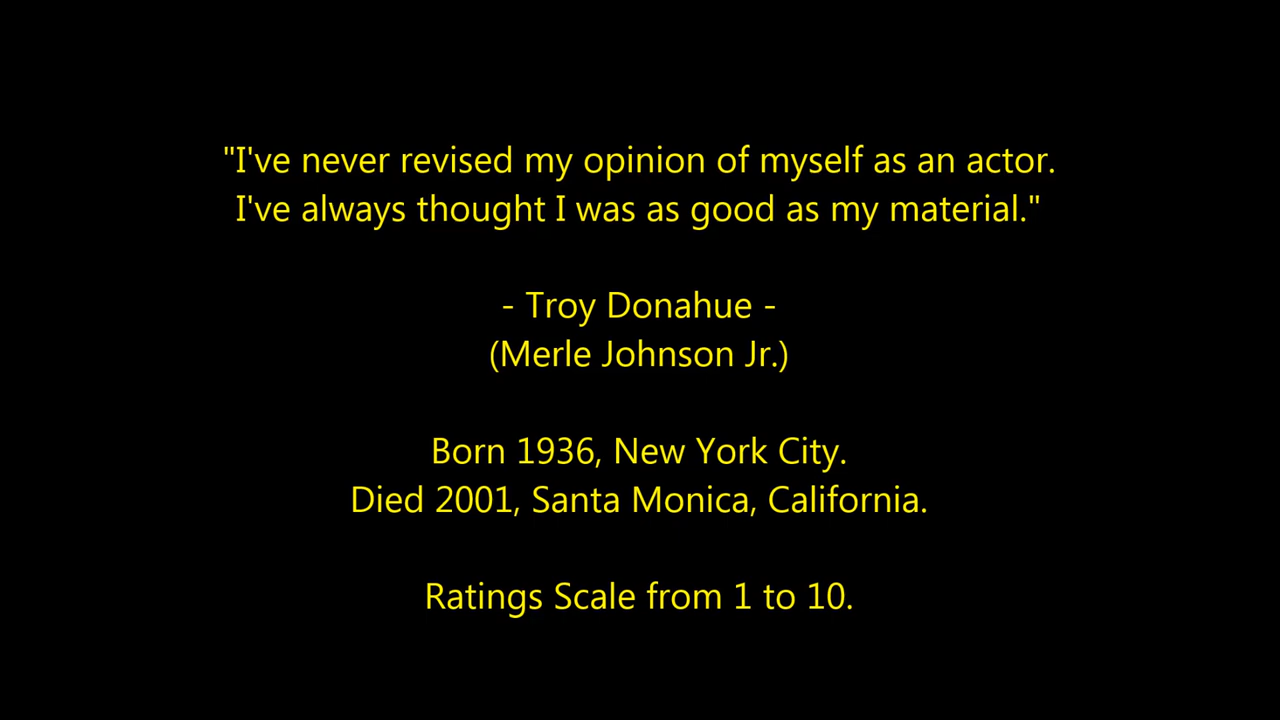 "I've never revised my opinion of myself as an actor.
I've always thought I was as good as my material."
- Troy Donahue -
(Merle Johnson Jr.)
Born 1936, New York City.
Died 2001, Santa Monica, California.
Ratings Scale from 1 to 10.